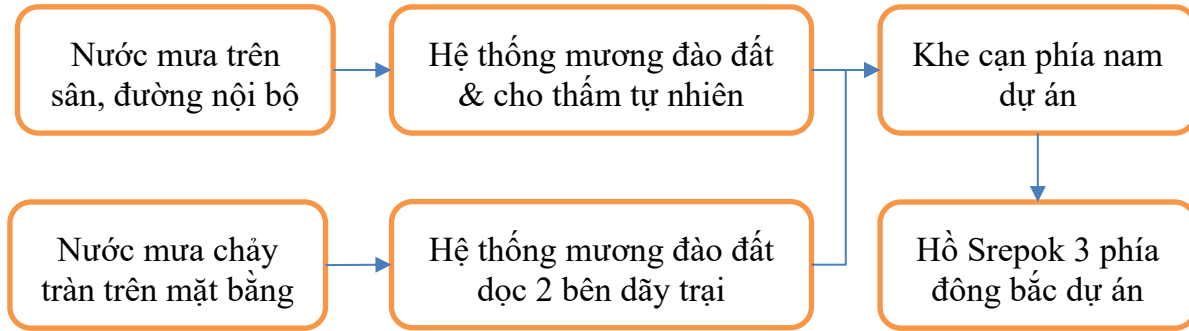 Nước mưa trên
sân, đường nội bộ
Hệ thống mương đào đất
& cho thấm tự nhiên
Khe cạn phía nam
dự án
Nước mưa chảy
tràn trên mặt bằng
Hệ thống mương đào đất
dọc 2 bên dãy trại
Hồ Srepok 3 phía
đông bắc dự án